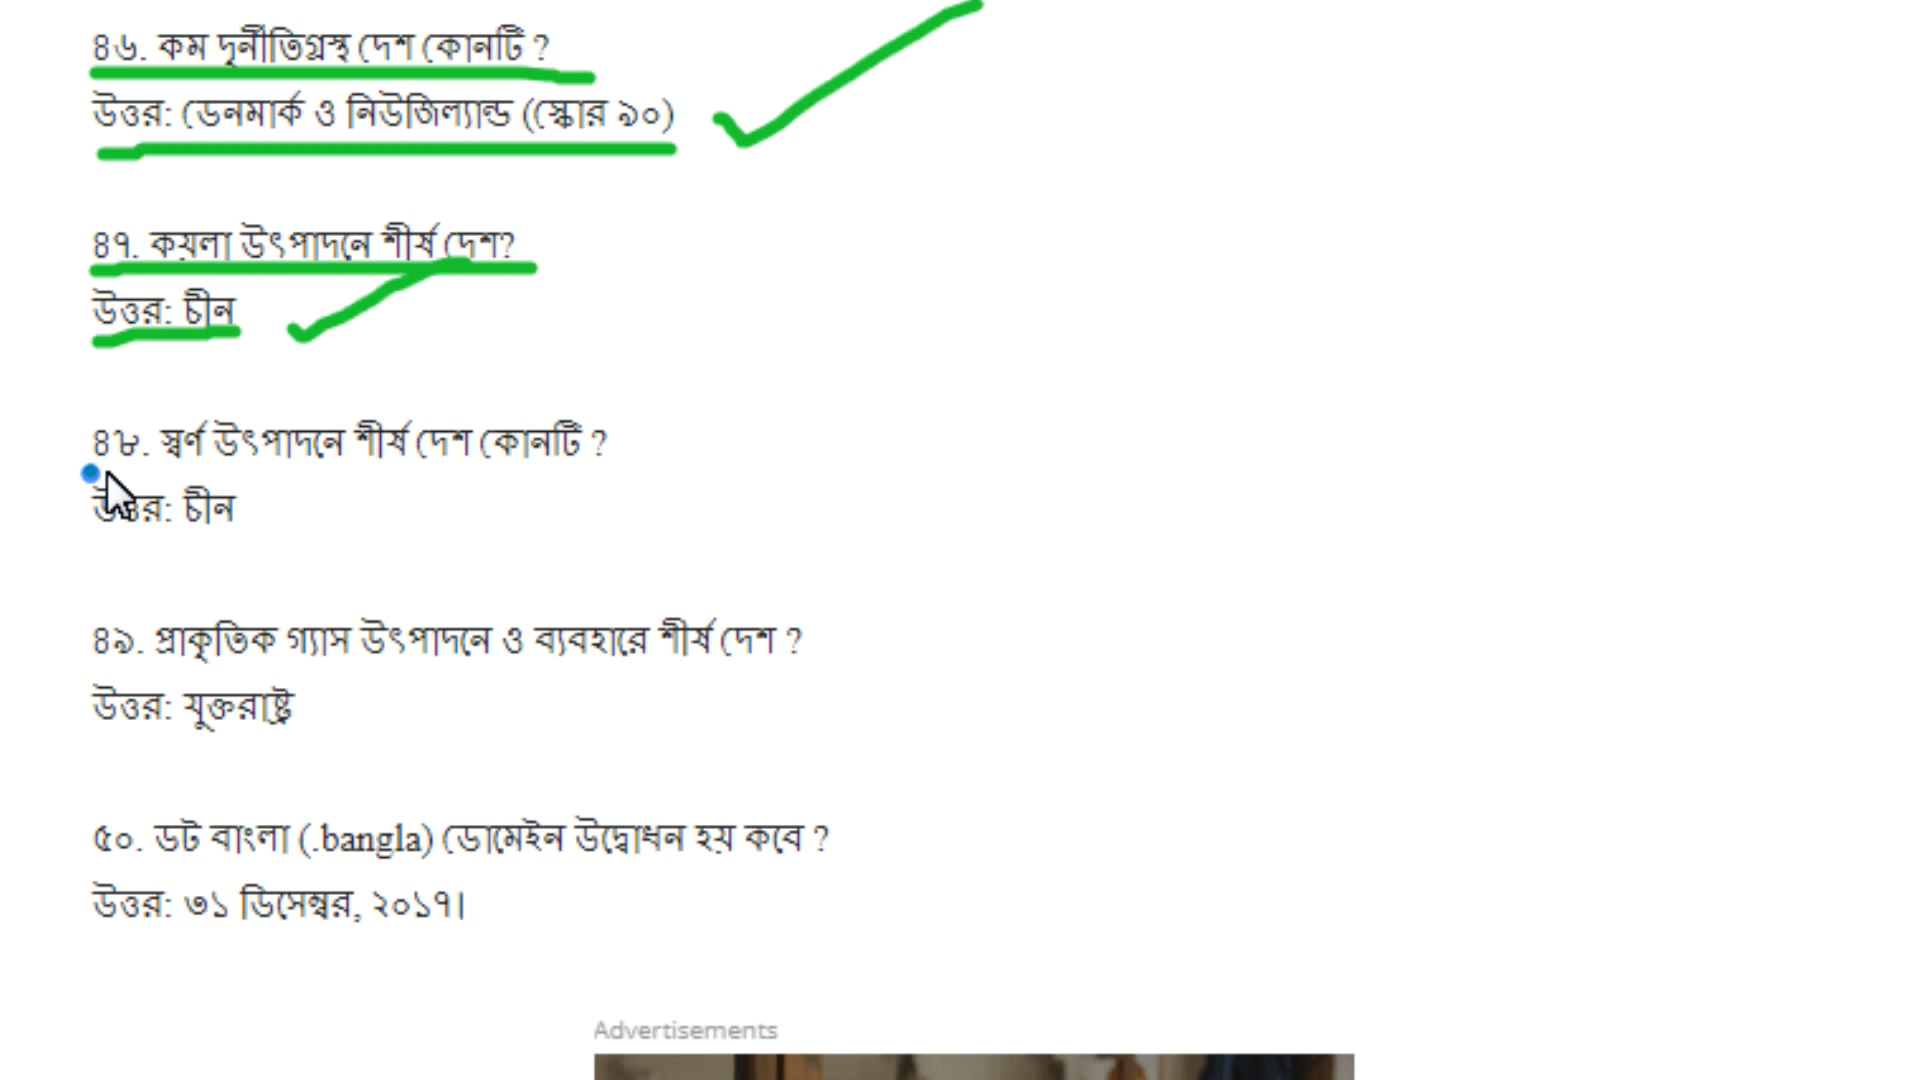 ৪৬. কম দুর্নীতিগ্রস্থ দেশ কোনটি ?
উত্তর: ডেনমার্ক ও নিউজিল্যান্ড (স্কোর ৯০)
৪৭. কয়লা উৎপাদনে শীর্ষ দেশ?
উত্তর: চীন
৪৮. স্বর্ণ উৎপাদনে শীর্ষ দেশ কোনটি ?
উত্তর: চীন
৪৯. প্রাকৃতিক গ্যাস উৎপাদনে ও ব্যবহারে শীর্ষ দেশ ?
উত্তর: যুক্তরাষ্ট্র
৫০. ডট বাংলা (.bangla) ডোমেইন উদ্বোধন হয় কবে ?
উত্তর: ৩১ ডিসেম্বর, ২০১৭।
Advertisements